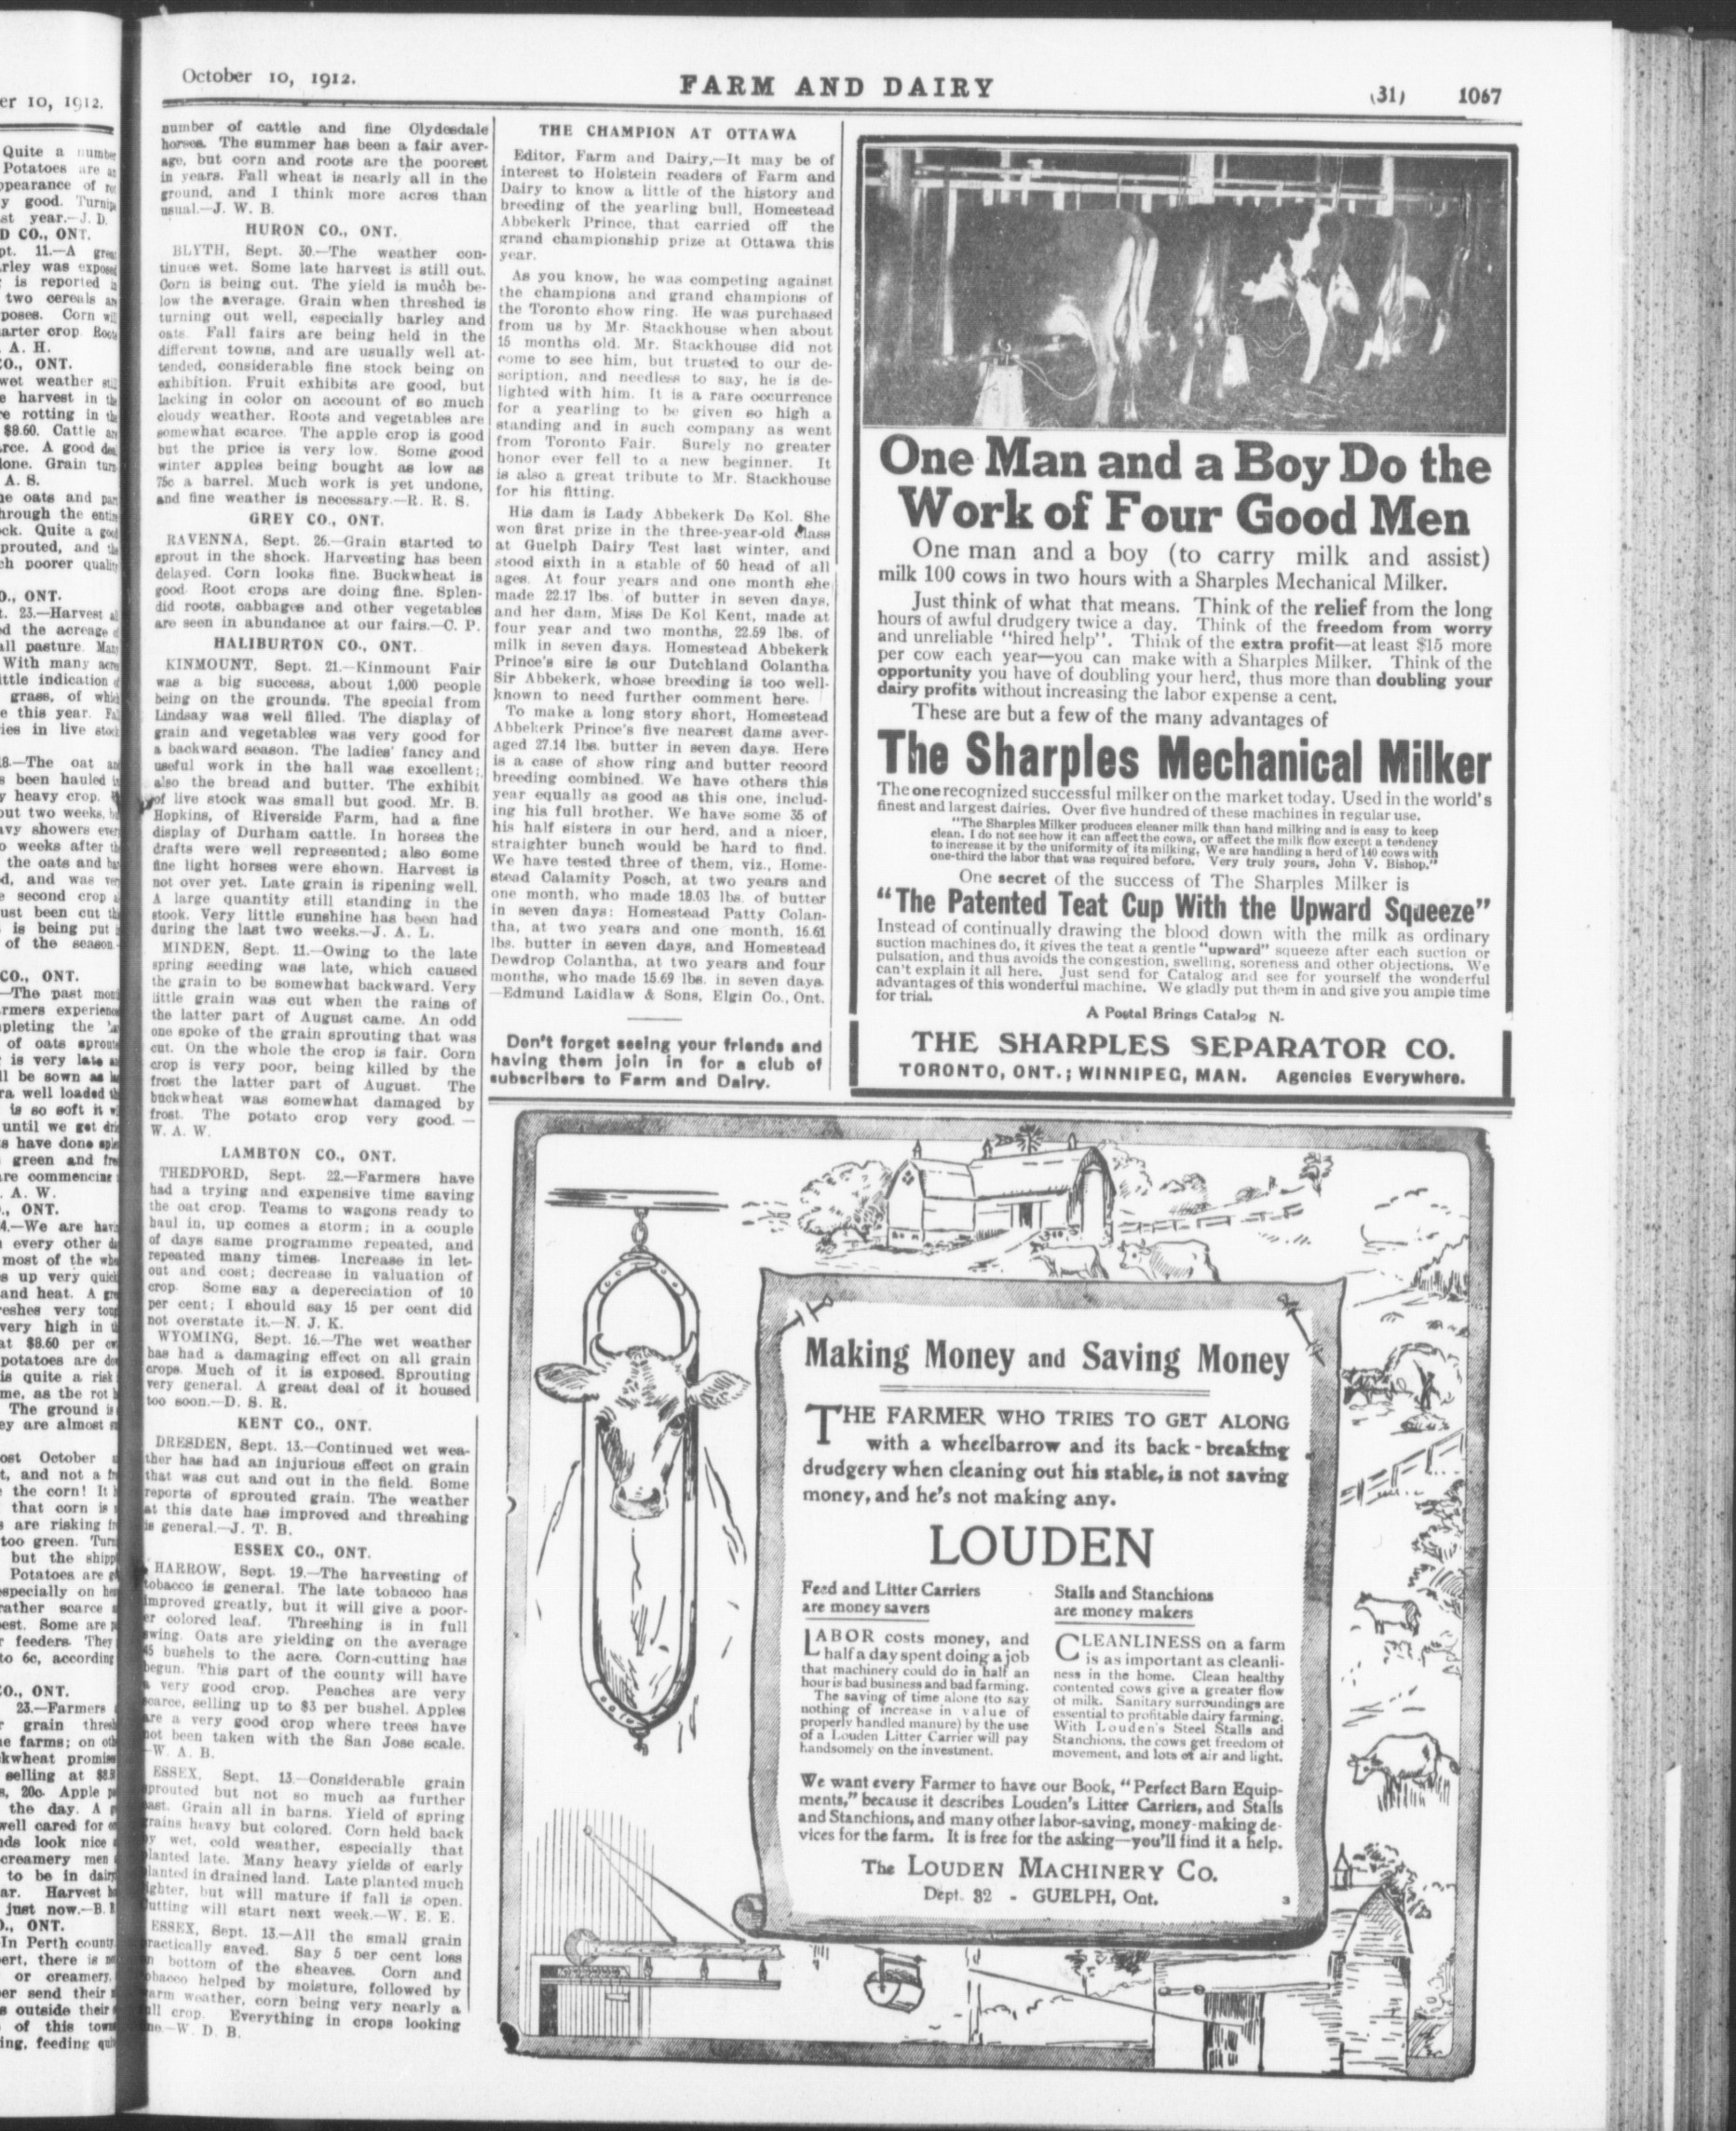 October 10, 1912.
FARM AND DAIRY
(31) 1067
number of cattle and fine Clydesdale
horses. The summer has been a fair aver-
age, but corn and roots are the poorest
in years. Fall wheat is nearly all in the
ground, and I think more acres than
usual.—J. W. B.
HURON CO., ONT.
BLYTH, Sept. 30.—The weather con-
tinues wet. Some late harvest is still out.
Corn is being cut. The yield is much be-
low the average. Grain when threshed is
turning out well, especially barley and
oats. Fall fairs are being held in the
different towns, and are usually well at-
tended, considerable fine stock being on
exhibition. Fruit exhibits are good, but
lacking in color on account of so much
cloudy weather. Roots and vegetables are
somewhat scarce. The apple crop is good
but the price is very low. Some good
winter apples being bought as low as
75c a barrel. Much work is yet undone,
and fine weather is necessary.—R. R. S.
GREY CO., ONT.
RAVENNA, Sept. 26.—Grain started to
sprout in the shock. Harvesting has been
delayed. Corn looks fine. Buckwheat is
good. Root crops are doing fine. Splen-
did roots, cabbages and other vegetables
are seen in abundance at our fairs.—C. P.
HALIBURTON CO., ONT.
KINMOUNT, Sept. 21.—Kinmount Fair
was a big success, about 1,000 people
being on the grounds. The special from
Lindsay was well filled. The display of
grain and vegetables was very good for
a backward season. The ladies' fancy and
useful work in the hall was excellent;
also the bread and butter. The exhibit
of live stock was small but good. Mr. B.
Hopkins, of Riverside Farm, had a fine
display of Durham cattle. In horses the
drafts were well represented; also some
fine light horses were shown. Harvest is
not over yet. Late grain is ripening well.
A large quantity still standing in the
stook. Very little sunshine has been had
during the last two weeks.—J. A. L.
MINDEN, Sept. 11.—Owing to the late
spring seeding was late, which caused
the grain to be somewhat backward. Very
little grain was cut when the rains of
the latter part of August came. An odd
one spoke of the grain sprouting that was
cut. On the whole the crop is fair. Corn
crop is very poor, being killed by the
frost the latter part of August. The
buckwheat was somewhat damaged by
frost. The potato crop very good.—
W. A. W.
LAMBTON CO., ONT.
THEDFORD, Sept. 22.—Farmers have
had a trying and expensive time saving
the oat crop. Teams to wagons ready to
haul in, up comes a storm; in a couple
of days same programme repeated, and
repeated many times. Increase in let-
out and cost; decrease in valuation of
crop. Some say a depereciation of 10
per cent; I should say 15 per cent did
not overstate it.—N. J. K.
WYOMING, Sept. 16.—The wet weather
has had a damaging effect on all grain
crops. Much of it is exposed. Sprouting
very general. A great deal of it housed
too soon.—D. S. R.
KENT CO., ONT.
DRESDEN, Sept. 13.—Continued wet wea-
ther has had an injurious effect on grain
that was cut and out in the field. Some
reports of sprouted grain. The weather
at this date has improved and threshing
is general.—J. T. B.
ESSEX CO., ONT.
HARROW, Sept. 19.—The harvesting of
tobacco is general. The late tobacco has
improved greatly, but it will give a poor-
er colored leaf. Threshing is in full
swing. Oats are yielding on the average
45 bushels to the acre. Corn-cutting has
begun. This part of the county will have
a very good crop. Peaches are very
scarce, selling up to $3 per bushel. Apples
are a very good crop where trees have
not been taken with the San Jose scale.
—W. A. B.
ESSEX, Sept. 13.—Considerable grain
sprouted but not so much as further
east. Grain all in barns. Yield of spring
grains heavy but colored. Corn held back
by wet, cold weather, especially that
planted late. Many heavy yields of early
planted in drained land. Late planted much
lighter, but will mature if fall is open.
Cutting will start next week.—W. E. E.
ESSEX, Sept. 13.—All the small grain
practically saved. Say 5 per cent loss
in bottom of the sheaves. Corn and
tobacco helped by moisture, followed by
warm weather, corn being very nearly a
full crop. Everything in crops looking
fine.—W. D. B.
THE CHAMPION AT OTTAWA
Editor, Farm and Dairy,—It may be of
interest to Holstein readers of Farm and
Dairy to know a little of the history and
breeding of the yearling bull, Homestead
Abbekerk Prince, that carried off the
grand championship prize at Ottawa this
year.
As you know, he was competing against
the champions and grand champions of
the Toronto show ring. He was purchased
from us by Mr. Stackhouse when about
15 months old. Mr. Stackhouse did not
come to see him, but trusted to our de-
scription, and needless to say, he is de-
lighted with him. It is a rare occurrence
for a yearling to be given so high a
standing and in such company as went
from Toronto Fair. Surely no greater
honor ever fell to a new beginner. It
is also a great tribute to Mr. Stackhouse
for his fitting.
His dam is Lady Abbekerk De Kol. She
won first prize in the three-year-old class
at Guelph Dairy Test last winter, and
stood sixth in a stable of 50 head of all
ages. At four years and one month she
made 22.17 lbs. of butter in seven days,
and her dam, Miss De Kol Kent, made at
four year and two months, 22.59 lbs. of
milk in seven days. Homestead Abbekerk
Prince's sire is our Dutchland Colantha
Sir Abbekerk, whose breeding is too well-
known to need further comment here.
To make a long story short, Homestead
Abbekerk Prince's five nearest dams aver-
aged 27.14 lbs. butter in seven days. Here
is a case of show ring and butter record
breeding combined. We have others this
year equally as good as this one, includ-
ing his full brother. We have some 35 of
his half sisters in our herd, and a nicer,
straighter bunch would be hard to find.
We have tested three of them, viz., Home-
stead Calamity Posch, at two years and
one month, who made 18.03 lbs. of butter
in seven days; Homestead Patty Colan-
tha, at two years and one month, 16.61
lbs. butter in seven days, and Homestead
Dewdrop Colantha, at two years and four
months, who made 15.69 lbs. in seven days.
—Edmund Laidlaw & Sons, Elgin Co., Ont.
Don't forget seeing your friends and
having them join in for a club of
subscribers to Farm and Dairy.
One Man and a Boy Do the
Work of Four Good Men
One man and a boy (to carry milk and assist)
milk 100 cows in two hours with a Sharples Mechanical Milker.
Just think of what that means. Think of the relief from the long
hours of awful drudgery twice a day. Think of the freedom from worry
and unreliable "hired help". Think of the extra profit—at least $15 more
per cow each year—you can make with a Sharples Milker. Think of the
opportunity you have of doubling your herd, thus more than doubling your
dairy profits without increasing the labor expense a cent.
These are but a few of the many advantages of
The Sharples Mechanical Milker
The one recognized successful milker on the market today. Used in the world's
finest and largest dairies. Over five hundred of these machines in regular use.
"The Sharples Milker produces cleaner milk than hand milking and is easy to keep
clean. I do not see how it can affect the cows, or affect the milk flow except a tendency
to increase it by the uniformity of its milking. We are handling a herd of 140 cows with
one-third the labor that was required before. Very truly yours, John V. Bishop."
One secret of the success of The Sharples Milker is
"The Patented Teat Cup With the Upward Squeeze"
Instead of continually drawing the blood down with the milk as ordinary
suction machines do, it gives the teat a gentle "upward" squeeze after each suction or
pulsation, and thus avoids the congestion, swelling, soreness and other objections. We
can't explain it all here. Just send for Catalog and see for yourself the wonderful
advantages of this wonderful machine. We gladly put them in and give you ample time
for trial.
A Postal Brings Catalog N.
THE SHARPLES SEPARATOR CO.
TORONTO, ONT.; WINNIPEG, MAN. Agencies Everywhere.
Making Money and Saving Money
THE FARMER WHO TRIES TO GET ALONG
with a wheelbarrow and its back-breaking
drudgery when cleaning out his stable, is not saving
money, and he's not making any.
LOUDEN
Feed and Litter Carriers
are money savers
LABOR costs money, and
half a day spent doing a job
that machinery could do in half an
hour is bad business and bad farming.
The saving of time alone (to say
nothing of increase in value of
properly handled manure) by the use
of a Louden Litter Carrier will pay
handsomely on the investment.
Stalls and Stanchions
are money makers
CLEANLINESS on a farm
is as important as cleanli-
ness in the home. Clean healthy
contented cows give a greater flow
of milk. Sanitary surroundings are
essential to profitable dairy farming.
With Louden's Steel Stalls and
Stanchions, the cows get freedom of
movement, and lots of air and light.
We want every Farmer to have our Book, "Perfect Barn Equip-
ments," because it describes Louden's Litter Carriers, and Stalls
and Stanchions, and many other labor-saving, money-making de-
vices for the farm. It is free for the asking—you'll find it a help.
The LOUDEN MACHINERY CO.
Dept. 32 - GUELPH, Ont.
3